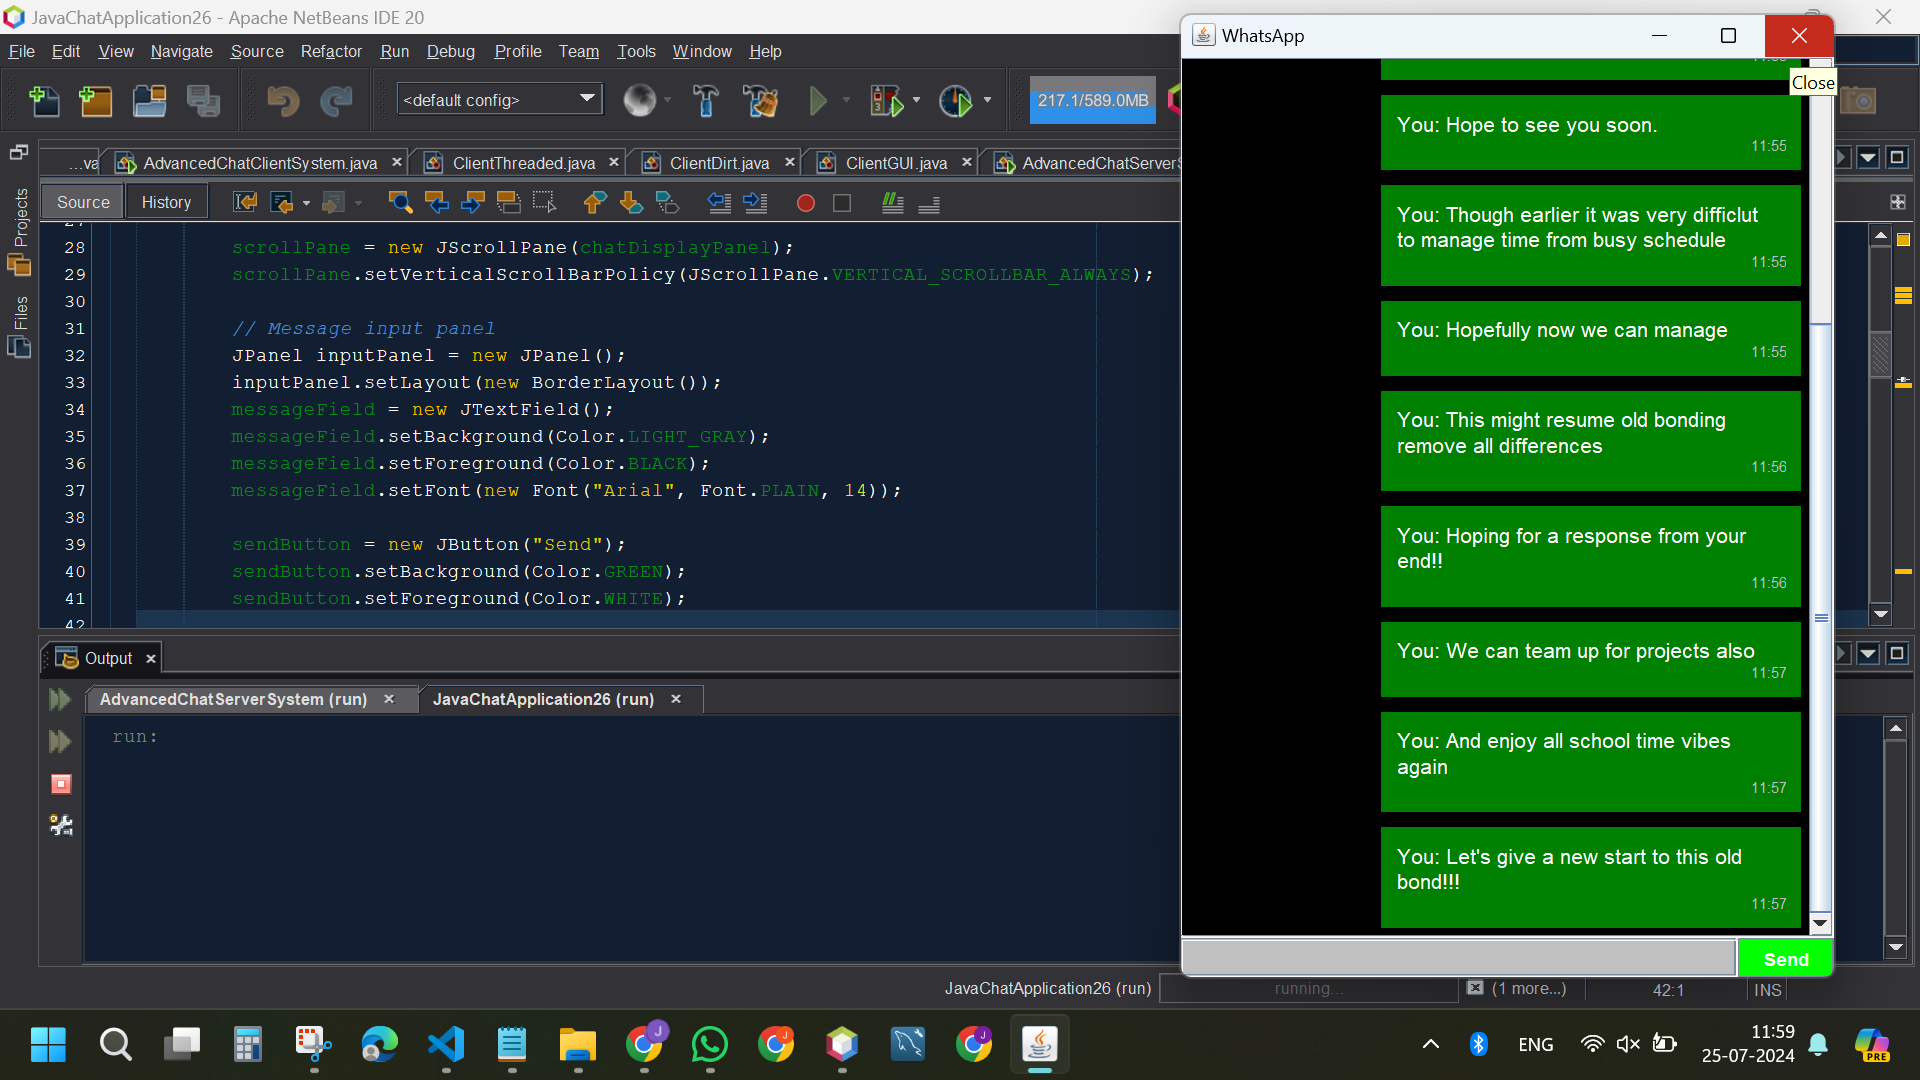 JavaChatApplication26 - Apache NetBeans IDE 20
File Edit View Navigate Source Refactor Run Debug Profile Team Tools Window Help
<default config>
217.1/589.0MB
...va
AdvancedChatClientSystem.java
ClientThreaded.java
ClientDirt.java
ClientGUI.java
AdvancedChatServerS
Source
History
Projects
Files
28 scrollPane = new JScrollPane(chatDisplayPanel);
29 scrollPane.setVerticalScrollBarPolicy(JScrollPane.VERTICAL_SCROLLBAR_ALWAYS);
30
31 // Message input panel
32 JPanel inputPanel = new JPanel();
33 inputPanel.setLayout(new BorderLayout());
34 messageField = new JTextField();
35 messageField.setBackground(Color.LIGHT_GRAY);
36 messageField.setForeground(Color.BLACK);
37 messageField.setFont(new Font("Arial", Font.PLAIN, 14));
38
39 sendButton = new JButton("Send");
40 sendButton.setBackground(Color.GREEN);
41 sendButton.setForeground(Color.WHITE);
42
Output
AdvancedChatServerSystem (run)
JavaChatApplication26 (run)
run:
WhatsApp
Close
You: Hope to see you soon.
11:55
You: Though earlier it was very difficlut
to manage time from busy schedule
11:55
You: Hopefully now we can manage
11:55
You: This might resume old bonding
remove all differences
11:56
You: Hoping for a response from your
end!!
11:56
You: We can team up for projects also
11:57
You: And enjoy all school time vibes
again
11:57
You: Let's give a new start to this old
bond!!!
11:57
Send
JavaChatApplication26 (run)
running...
(1 more...)
42:1
INS
ENG
11:59
25-07-2024
PRE